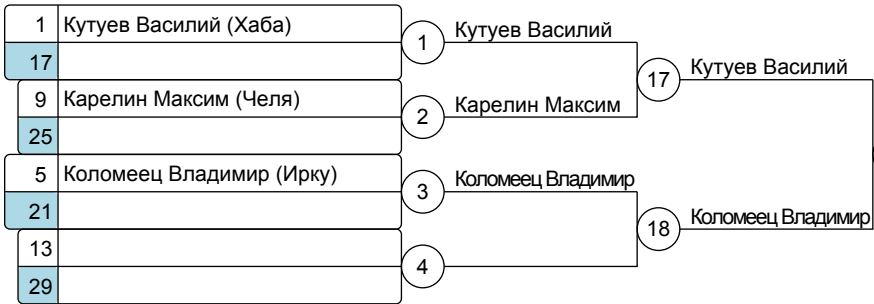 1 Кутуев Василий (Хаба)
17
1 Кутуев Василий
9 Карелин Максим (Челя)
25
2 Карелин Максим
17 Кутуев Василий
5 Коломеец Владимир (Ирку)
21
3 Коломеец Владимир
13
29
4
18 Коломеец Владимир